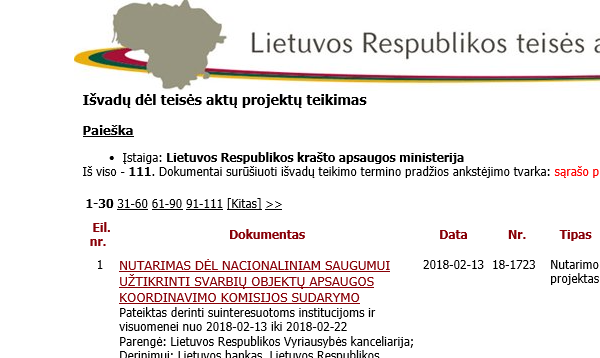 Lietuvos Respublikos teisės a
Išvadų dėl teisės aktų projektų teikimas
Paieška
• Įstaiga: Lietuvos Respublikos krašto apsaugos ministerija
Iš viso - 111. Dokumentai surūšiuoti išvadų teikimo termino pradžios ankstėjimo tvarka: sąrašo p
1-30 31-60 61-90 91-111 [Kitas] >>
Eil. nr. Dokumentas Data Nr. Tipas
1 NUTARIMAS DĖL NACIONALINIAM SAUGUMUI 2018-02-13 18-1723 Nutarimo
UŽTIKRINTI SVARBIŲ OBJEKTŲ APSAUGOS projektas
KOORDINAVIMO KOMISIJOS SUDARYMO
Pateiktas derinti suinteresuotoms institucijoms ir
visuomenei nuo 2018-02-13 iki 2018-02-22
Parengė: Lietuvos Respublikos Vyriausybės kanceliarija;
Derinimui: Lietuvos bankas, Lietuvos Respublikos